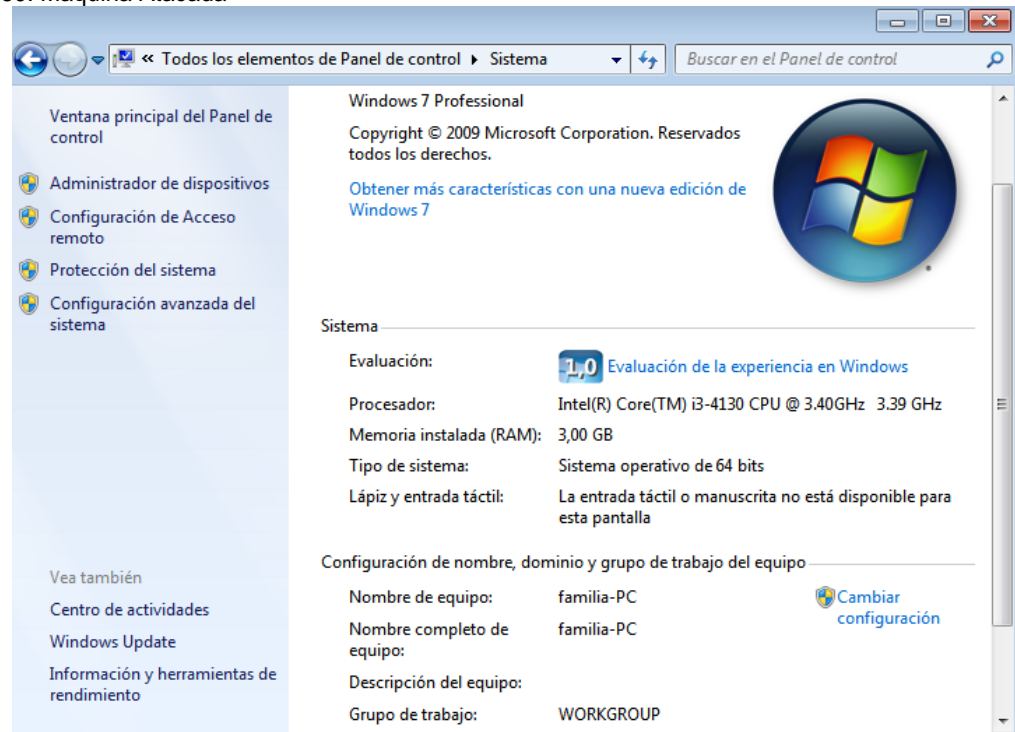 Máquina Atacada
« Todos los elementos de Panel de control ▸ Sistema
Buscar en el Panel de control
Ventana principal del Panel de
control
Administrador de dispositivos
Configuración de Acceso
remoto
Protección del sistema
Configuración avanzada del
sistema
Vea también
Centro de actividades
Windows Update
Información y herramientas de
rendimiento
Windows 7 Professional
Copyright © 2009 Microsoft Corporation. Reservados
todos los derechos.
Obtener más características con una nueva edición de
Windows 7
Sistema
Evaluación: 1,0 Evaluación de la experiencia en Windows
Procesador: Intel(R) Core(TM) i3-4130 CPU @ 3.40GHz 3.39 GHz
Memoria instalada (RAM): 3,00 GB
Tipo de sistema: Sistema operativo de 64 bits
Lápiz y entrada táctil: La entrada táctil o manuscrita no está disponible para
esta pantalla
Configuración de nombre, dominio y grupo de trabajo del equipo
Nombre de equipo: familia-PC Cambiar
configuración
Nombre completo de familia-PC
equipo:
Descripción del equipo:
Grupo de trabajo: WORKGROUP